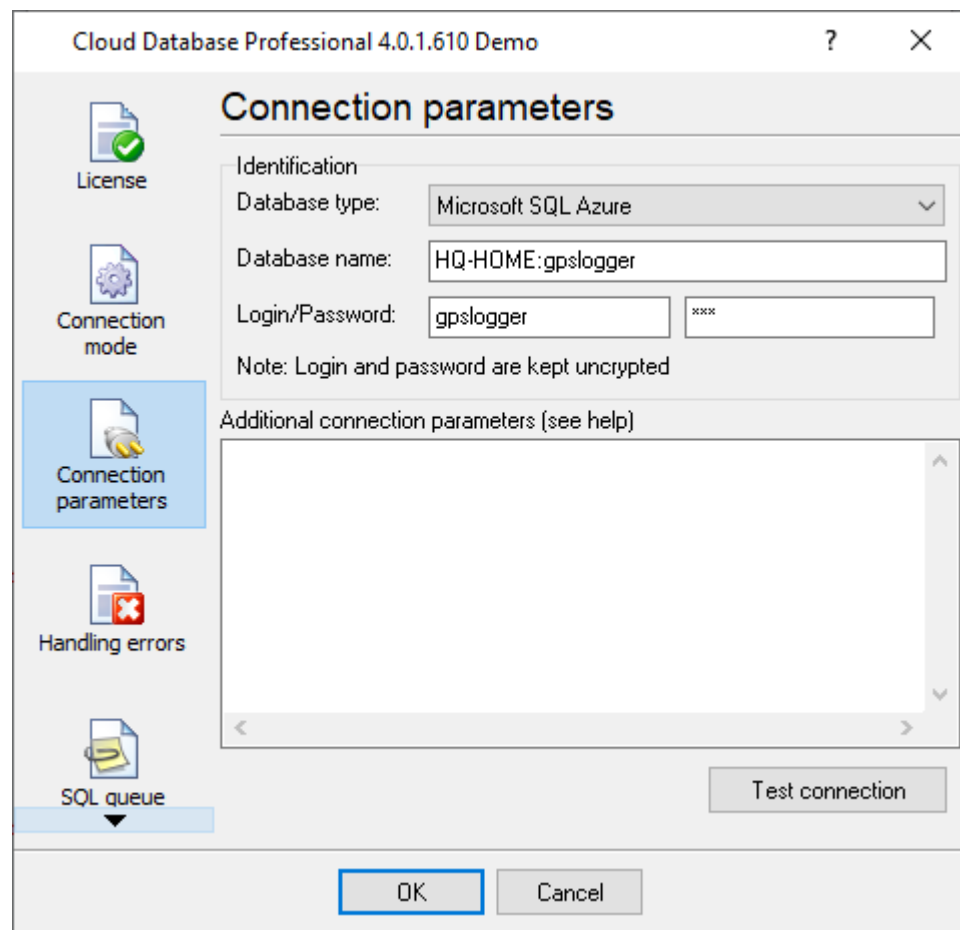 Cloud Database Professional 4.0.1.610 Demo
?
License
Connection
mode
Connection
parameters
Handling errors
SQL queue
Connection parameters
Identification
Database type:
Microsoft SQL Azure
Database name:
HQ-HOME:gpslogger
Login/Password:
gpslogger
***
Note: Login and password are kept uncrypted
Additional connection parameters (see help)
Test connection
OK
Cancel